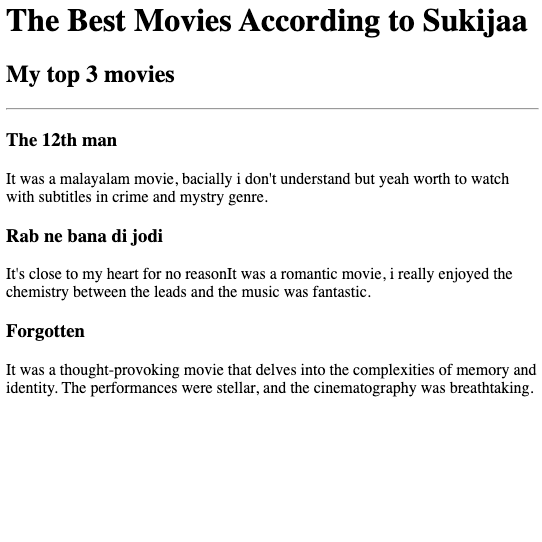 The Best Movies According to Sukijaa
My top 3 movies
The 12th man
It was a malayalam movie, bacially i don't understand but yeah worth to watch
with subtitles in crime and mystry genre.
Rab ne bana di jodi
It's close to my heart for no reasonIt was a romantic movie, i really enjoyed the
chemistry between the leads and the music was fantastic.
Forgotten
It was a thought-provoking movie that delves into the complexities of memory and
identity. The performances were stellar, and the cinematography was breathtaking.